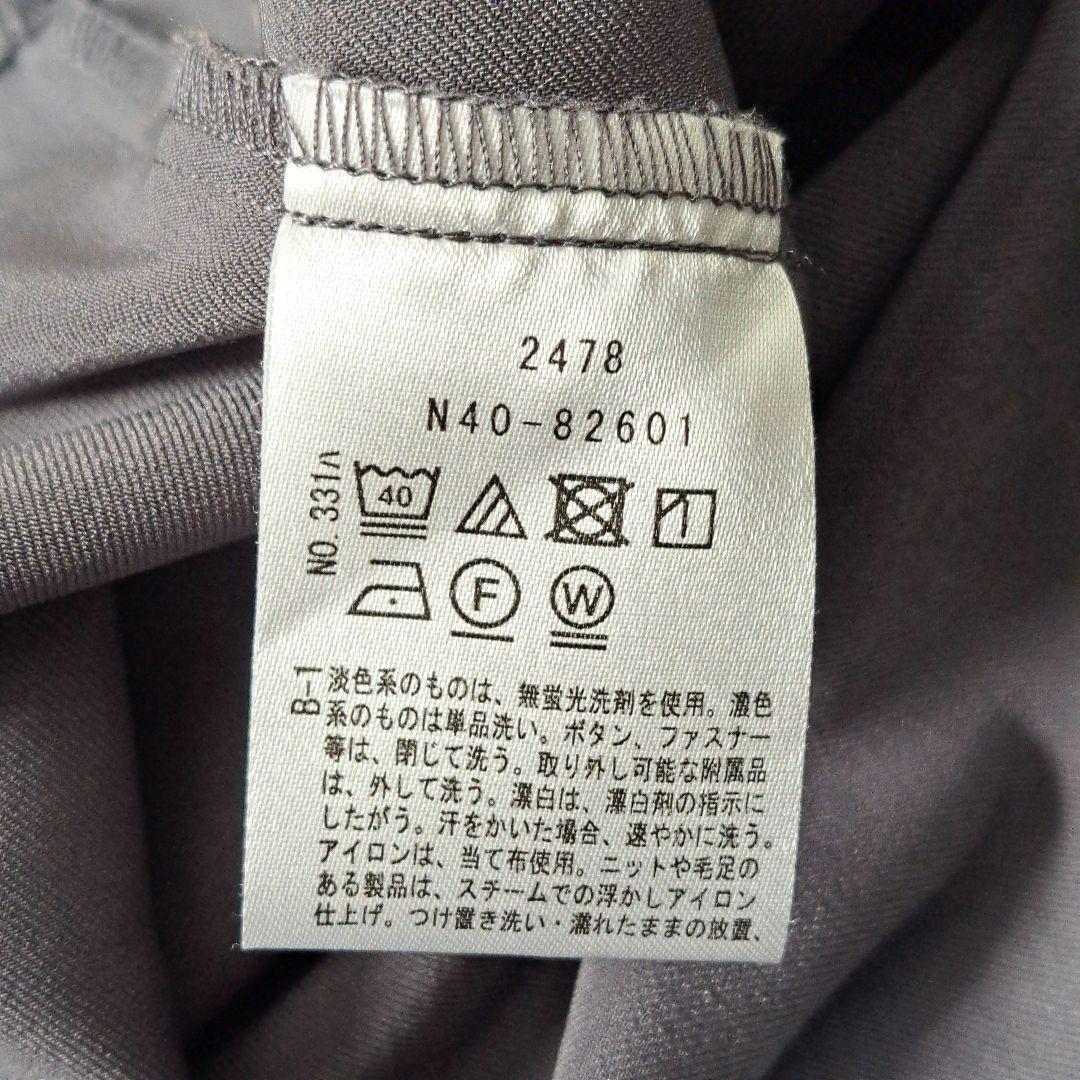 2478
N40-82601
NO. 331ハ
40
F
W
B-1
淡色系のものは、無蛍光洗剤を使用。濃色
系のものは単品洗い。ボタン、ファスナー
等は、閉じて洗う。取り外し可能な附属品
は、外して洗う。漂白は、漂白剤の指示に
したがう。汗をかいた場合、速やかに洗う。
アイロンは、当て布使用。ニットや毛足の
ある製品は、スチームでの浮かしアイロン
仕上げ。つけ置き洗い・濡れたままの放置、